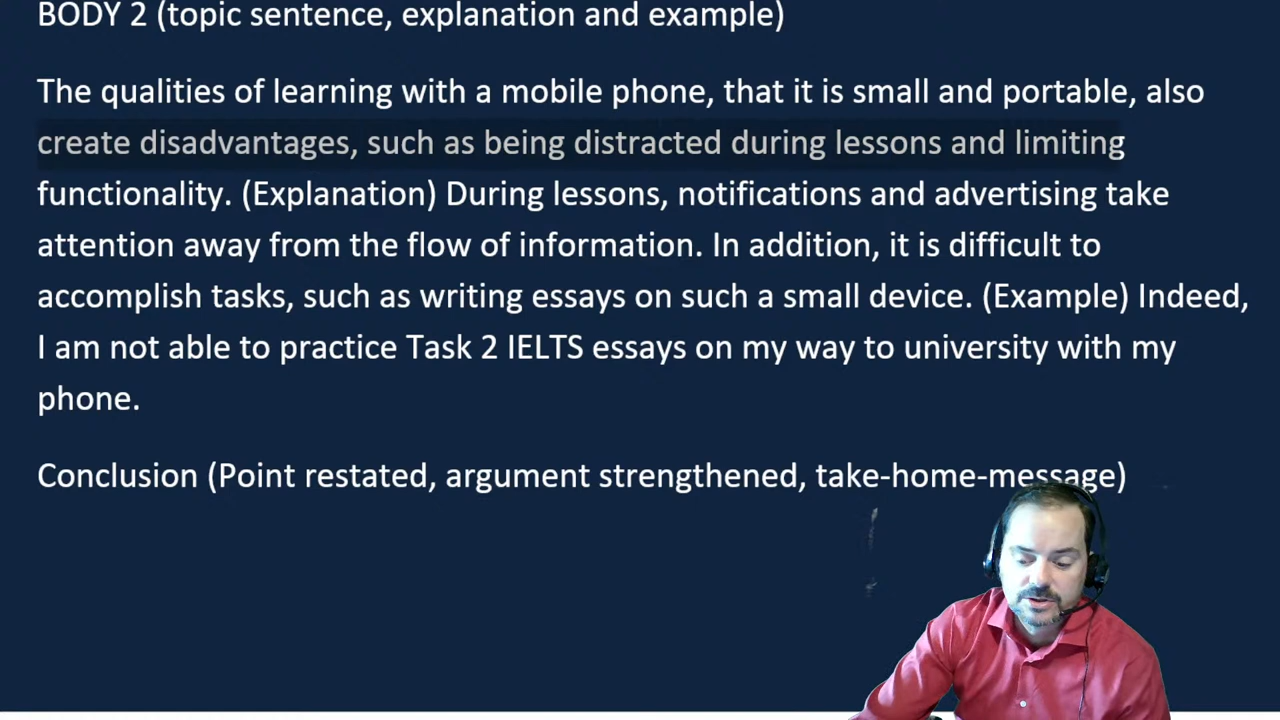 BODY 2 (topic sentence, explanation and example)
The qualities of learning with a mobile phone, that it is small and portable, also
create disadvantages, such as being distracted during lessons and limiting
functionality. (Explanation) During lessons, notifications and advertising take
attention away from the flow of information. In addition, it is difficult to
accomplish tasks, such as writing essays on such a small device. (Example) Indeed,
I am not able to practice Task 2 IELTS essays on my way to university with my
phone.
Conclusion (Point restated, argument strengthened, take-home-message)